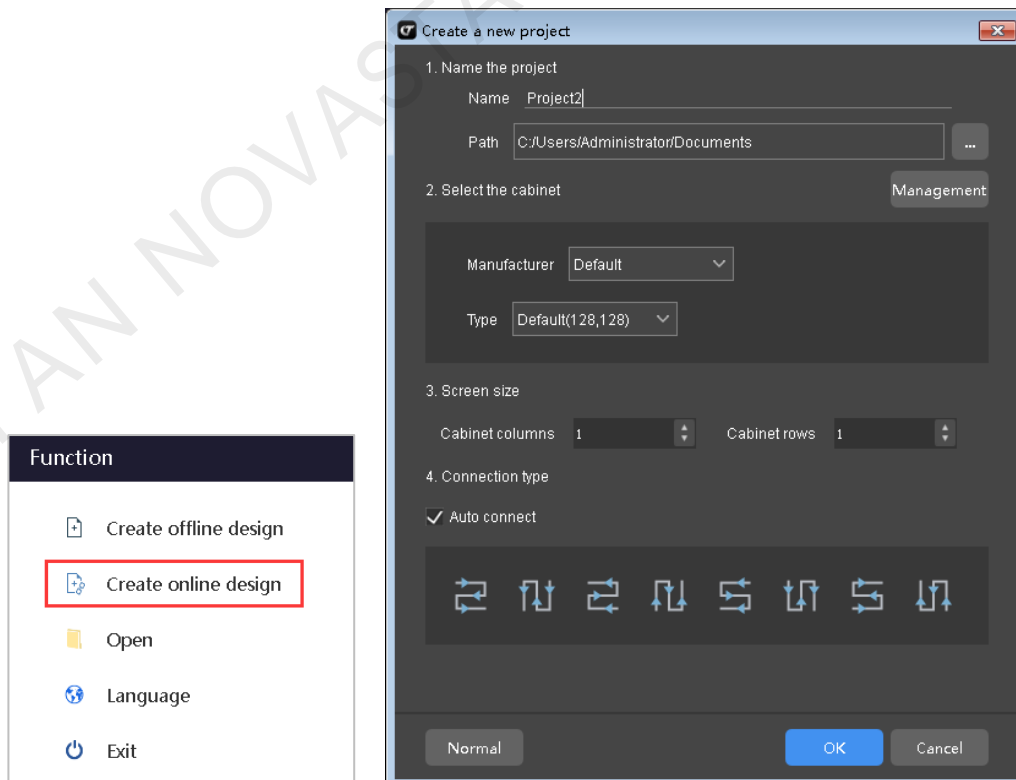 AN NOVASTA
Create a new project
1. Name the project
Name Project2
Path C:/Users/Administrator/Documents ...
2. Select the cabinet Management
Manufacturer Default
Type Default(128,128)
3. Screen size
Cabinet columns 1 Cabinet rows 1
4. Connection type
Auto connect
Normal OK Cancel
Function
Create offline design
Create online design
Open
Language
Exit